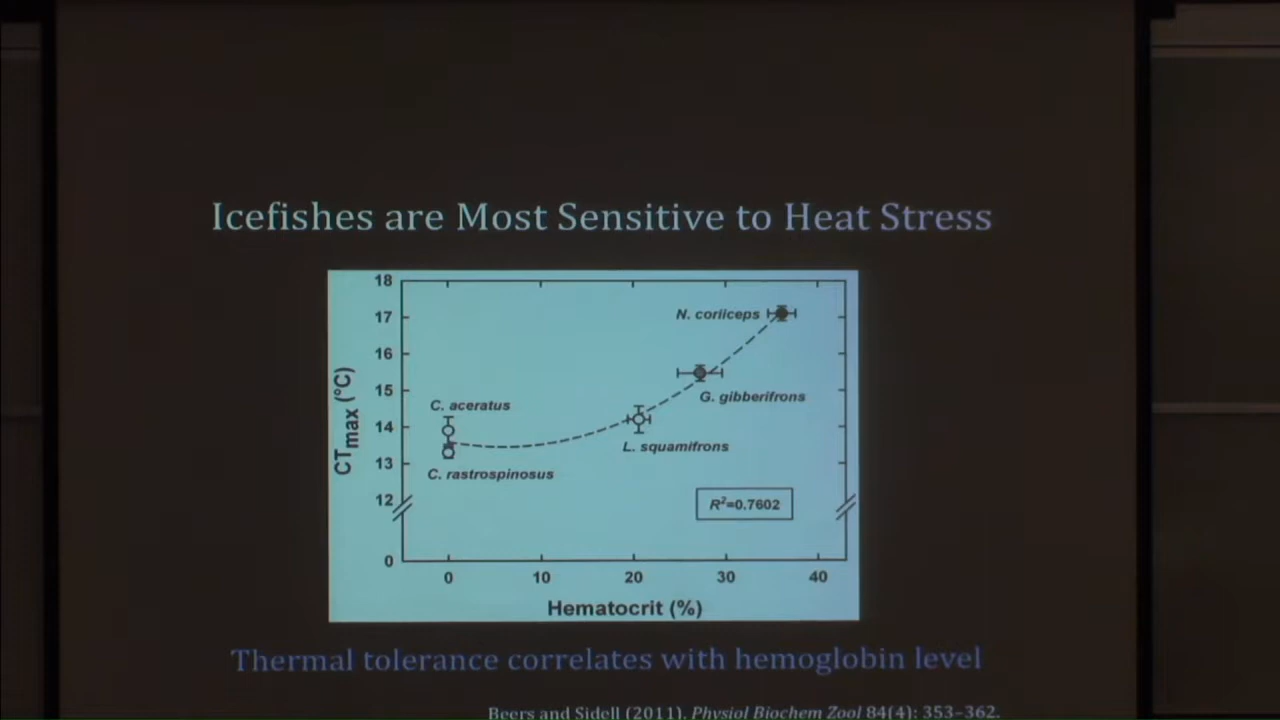 Icefishes are Most Sensitive to Heat Stress
18
17
16
15
14
13
12
0
CTmax (°C)
N. coriiceps
G. gibberifrons
C. aceratus
L. squamifrons
C. rastrospinosus
R²=0.7602
0 10 20 30 40
Hematocrit (%)
Thermal tolerance correlates with hemoglobin level
Beers and Sidell (2011). Physiol Biochem Zool 84(4): 353–362.